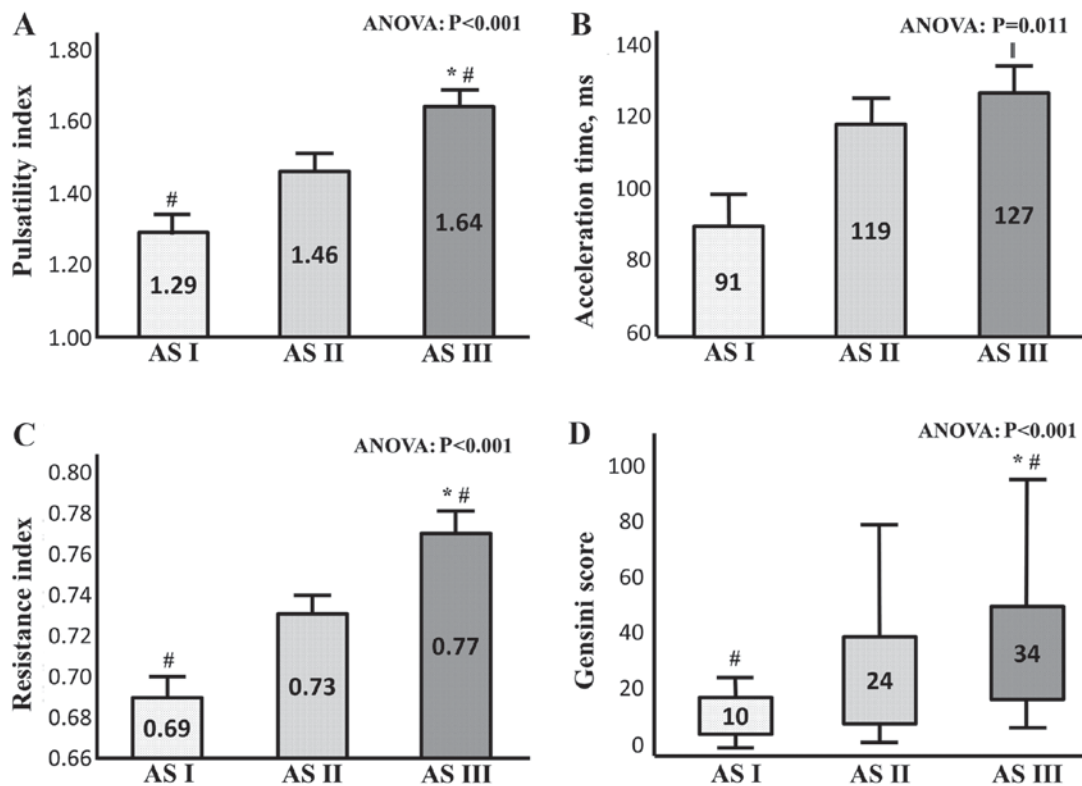 A
ANOVA: P<0.001
Pulsatility index
1.80
1.60
1.40
1.20
1.00
#
* #
1.29
1.46
1.64
AS I
AS II
AS III
B
ANOVA: P=0.011
Acceleration time, ms
140
120
100
80
60
‖
91
119
127
AS I
AS II
AS III
C
ANOVA: P<0.001
Resistance index
0.80
0.78
0.76
0.74
0.72
0.70
0.68
0.66
#
* #
0.69
0.73
0.77
AS I
AS II
AS III
D
ANOVA: P<0.001
Gensini score
100
80
60
40
20
0
#
* #
10
24
34
AS I
AS II
AS III